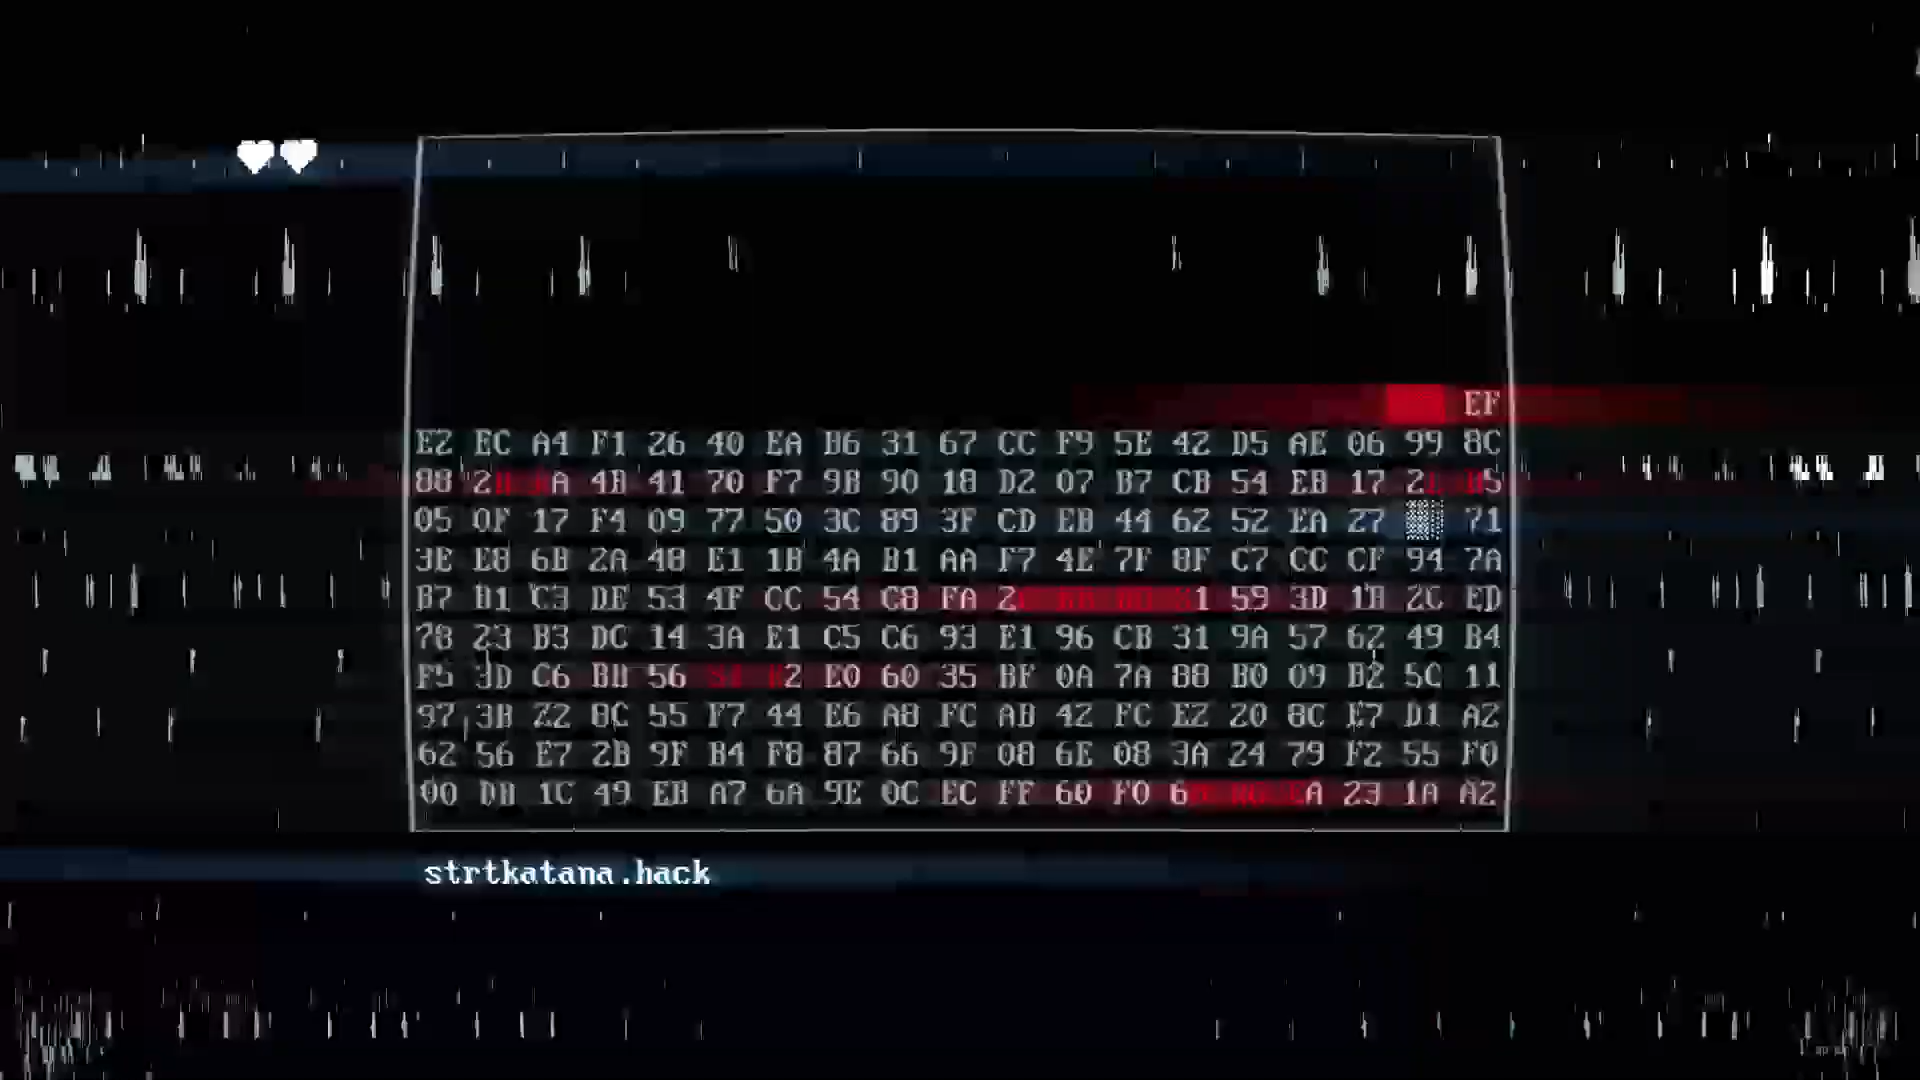 EF
E2 EC A4 F1 26 40 EA B6 31 67 CC F9 5E 42 D5 AE 06 99 8C
88 4B 41 70 F7 9B 90 18 D2 07 B7 CB 54 EB 17
05 0F 17 F4 09 77 50 3C 89 3F CD EB 44 62 52 EA 27 71
3E E8 6B 2A 48 E1 1B 4A B1 AA F7 4E 7F 8F C7 CC CF 94 7A
B7 B1 C3 DE 53 4F CC 54 C8 FA 59 3D 1B 2C ED
78 23 B3 DC 14 3A E1 C5 C6 93 E1 96 CB 31 9A 57 62 49 B4
F5 3D C6 56 E0 60 35 BF 0A 7A 88 B0 09 B2 5C 11
97 3B 22 8C 55 F7 44 E6 A8 FC AB 42 FC E2 20 8C E7 D1 A2
62 56 E7 2B 9F B4 F8 87 66 9F 08 6E 08 3A 24 79 F2 55 F0
00 DB 1C 49 EB A7 6A 9E 0C EC FF 60 F0 23 1A A2
strtkatana.hack